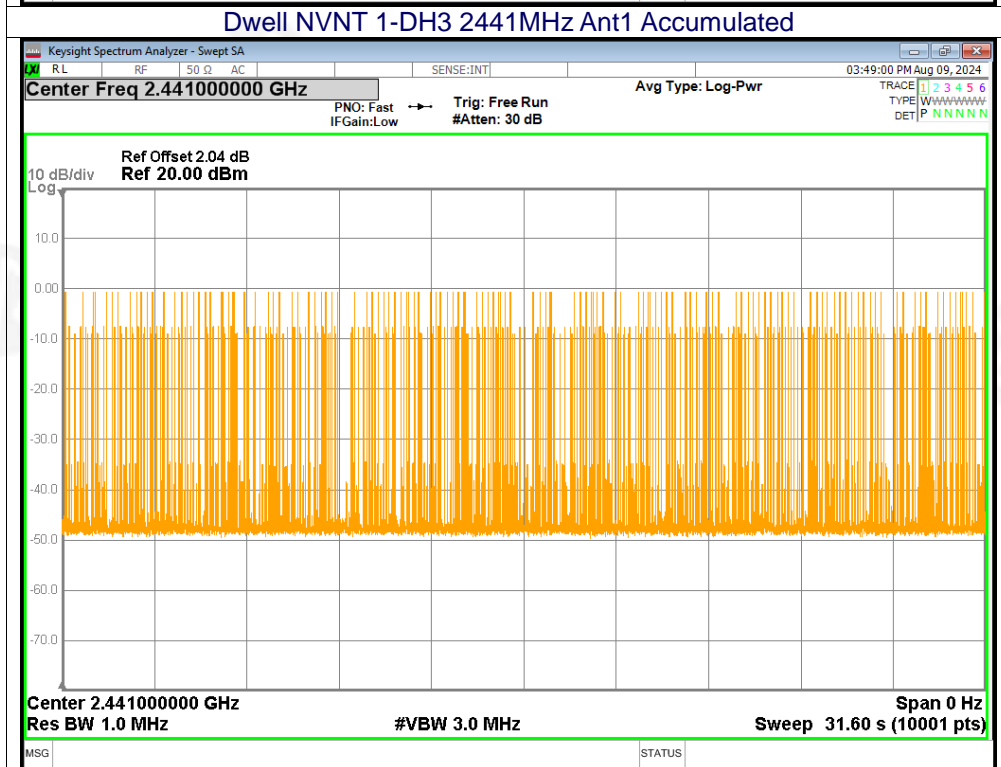 Dwell NVNT 1-DH3 2441MHz Ant1 Accumulated
Keysight Spectrum Analyzer - Swept SA
LXI RL RF 50 Ω AC SENSE:INT 03:49:00 PM Aug 09, 2024
Center Freq 2.441000000 GHz Avg Type: Log-Pwr TRACE 1 2 3 4 5 6
PNO: Fast Trig: Free Run TYPE WWWWWWW
IFGain:Low #Atten: 30 dB DET P N N N N N
Ref Offset 2.04 dB
10 dB/div Ref 20.00 dBm
Log
10.0
0.00
-10.0
-20.0
-30.0
-40.0
-50.0
-60.0
-70.0
Center 2.441000000 GHz Span 0 Hz
Res BW 1.0 MHz #VBW 3.0 MHz Sweep 31.60 s (10001 pts)
MSG STATUS